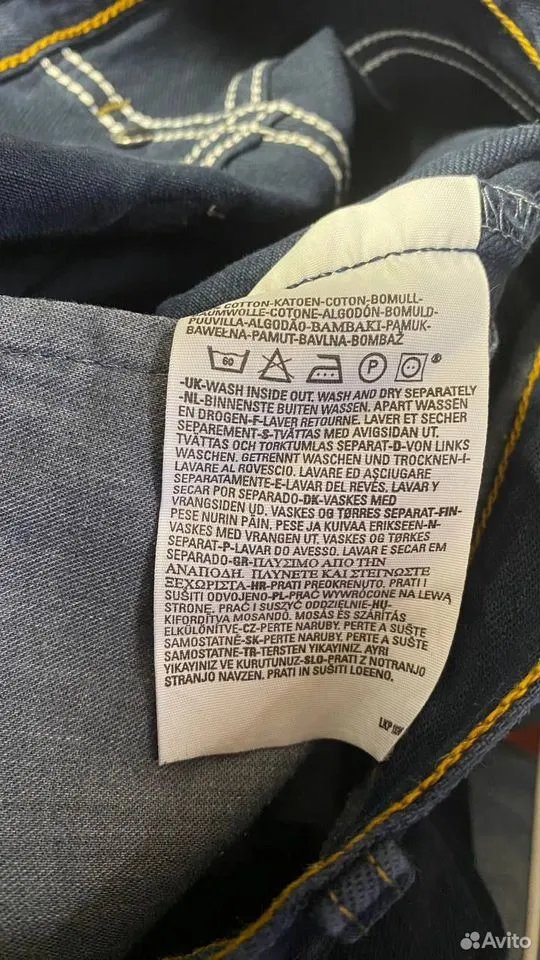 COTTON-KATOEN-COTON-BOMULL-
BAUMWOLLE-COTONE-ALGODÓN-BOMULD-
PUUVILLA-ALGODÃO-BAMBAKI-PAMUK-
BAWEŁNA-PAMUT-BAVLNA-BOMBAŽ
60 P
-UK-WASH INSIDE OUT. WASH AND DRY SEPARATELY
-NL-BINNENSTE BUITEN WASSEN. APART WASSEN
EN DROGEN-F-LAVER RETOURNE. LAVER ET SECHER
SEPAREMENT-S-TVÄTTAS MED AVIGSIDAN UT.
TVÄTTAS OCH TORKTUMLAS SEPARAT-D-VON LINKS
WASCHEN. GETRENNT WASCHEN UND TROCKNEN-I-
LAVARE AL ROVESCIO. LAVARE ED ASCIUGARE
SEPARATAMENTE-E-LAVAR DEL REVÉS. LAVAR Y
SECAR POR SEPARADO-DK-VASKES MED
VRANGSIDEN UD. VASKES OG TØRRES SEPARAT-FIN-
PESE NURIN PÄIN. PESE JA KUIVAA ERIKSEEN-N-
VASKES MED VRANGEN UT. VASKES OG TØRKES
SEPARAT-P-LAVAR DO AVESSO. LAVAR E SECAR EM
SEPARADO-GR-ΠΛΥΣΙΜΟ ΑΠΟ ΤΗΝ
ΑΝΑΠΟΔΗ. ΠΛΥΝΕΤΕ ΚΑΙ ΣΤΕΓΝΩΣΤΕ
ΞΕΧΩΡΙΣΤΑ-HR-PRATI PREOKRENUTO. PRATI I
SUŠITI ODVOJENO-PL-PRAĆ WYWRÓCONE NA LEWĄ
STRONĘ. PRAĆ I SUSZYĆ ODDZIELNIE-HU-
KIFORDÍTVA MOSANDÓ. MOSÁS ÉS SZÁRÍTÁS
ELKÜLÖNÍTVE-CZ-PERTE NARUBY. PERTE A SUŠTE
SAMOSTATNĚ-SK-PERTE NARUBY. PERTE A SUŠTE
SAMOSTATNE-TR-TERSTEN YIKAYINIZ. AYRI
YIKAYINIZ VE KURUTUNUZ-SLO-PRATI Z NOTRANJO
STRANJO NAVZEN. PRATI IN SUŠITI LOČENO.
LKP
Avito